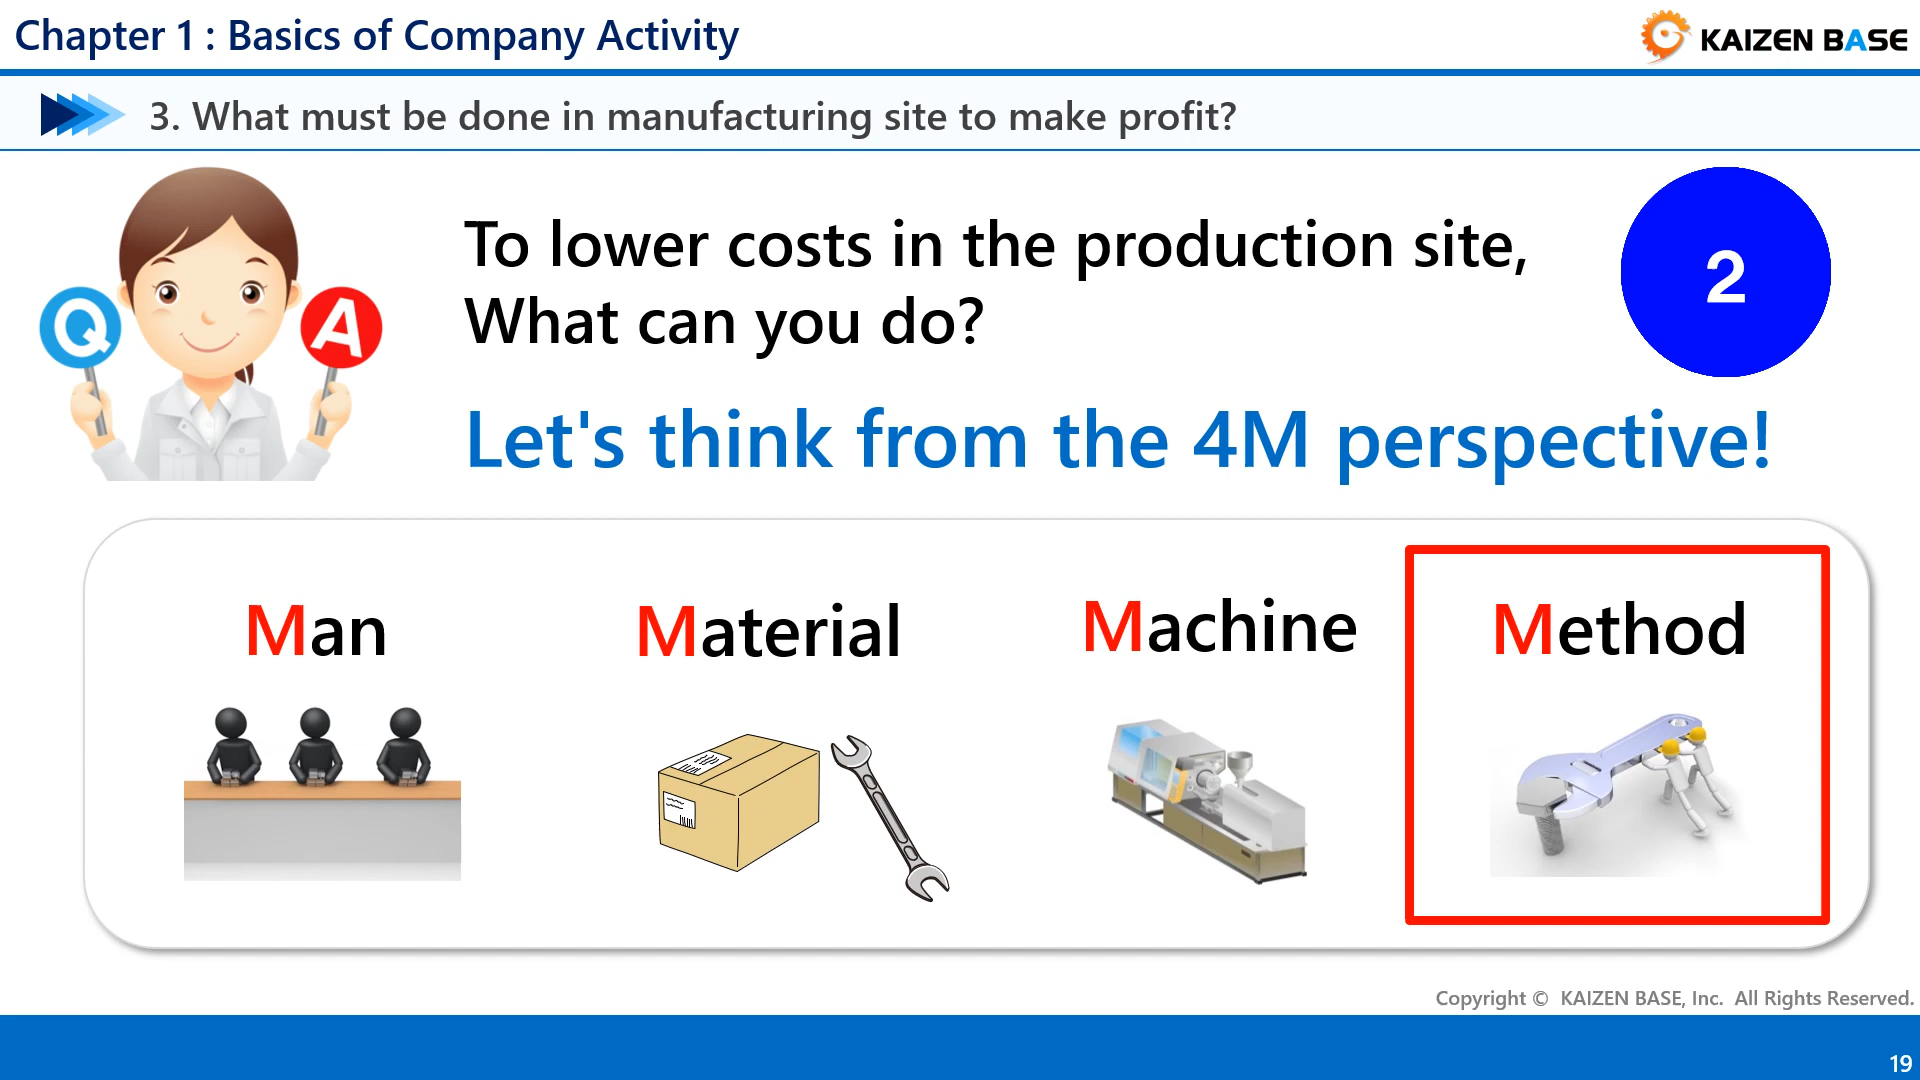 Chapter 1 : Basics of Company Activity
KAIZEN BASE
3. What must be done in manufacturing site to make profit?
Q
A
To lower costs in the production site,
What can you do?
2
Let's think from the 4M perspective!
Man
Material
Machine
Method
Copyright © KAIZEN BASE, Inc. All Rights Reserved.
19